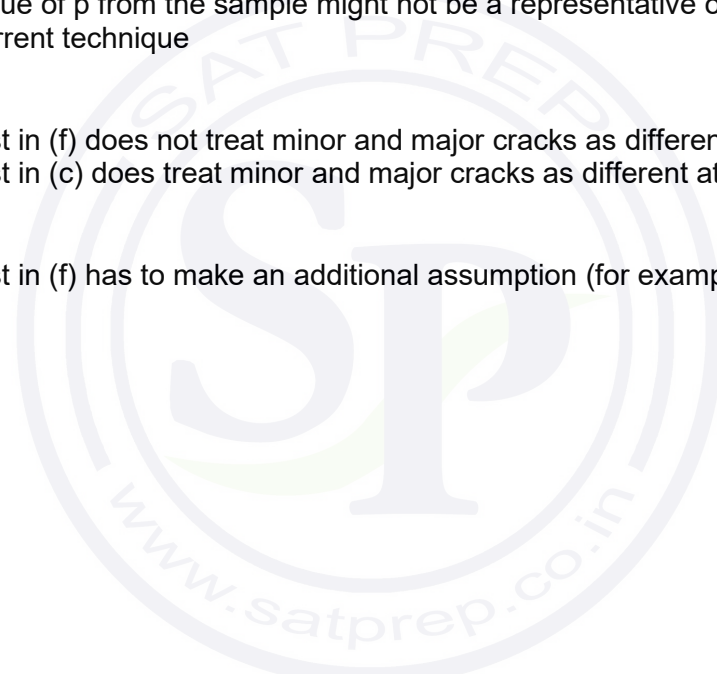 ue of p from the sample might not be a representative o
rrent technique
t in (f) does not treat minor and major cracks as differen
t in (c) does treat minor and major cracks as different at
t in (f) has to make an additional assumption (for examp
SAT PREP
SP
www.satprep.co.in